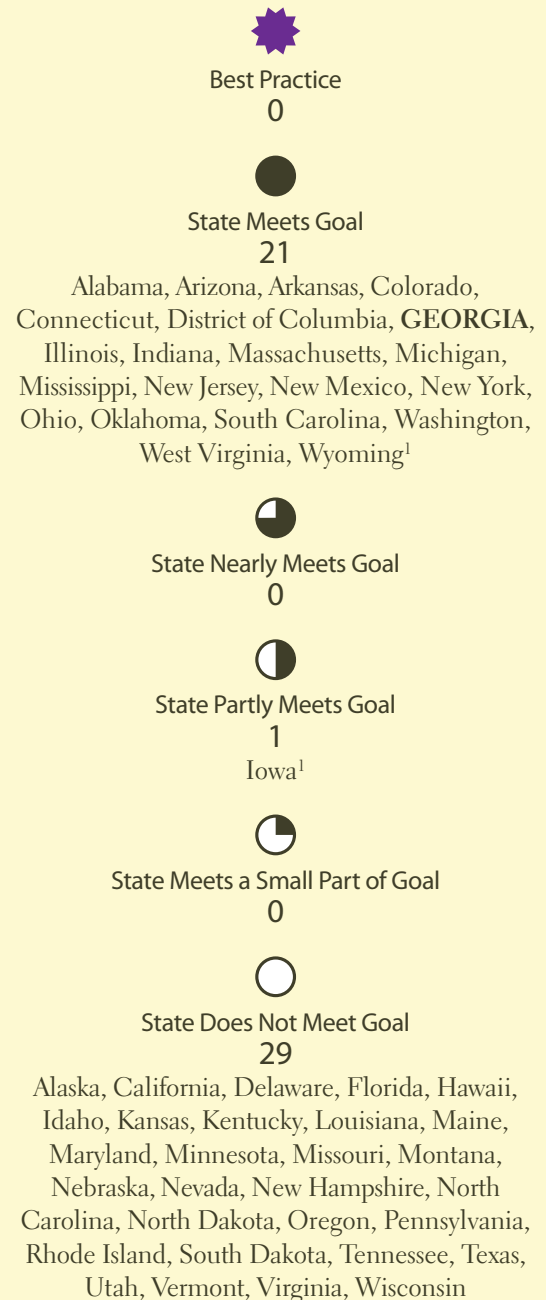 Best Practice
0
State Meets Goal
21
Alabama, Arizona, Arkansas, Colorado,
Connecticut, District of Columbia, GEORGIA,
Illinois, Indiana, Massachusetts, Michigan,
Mississippi, New Jersey, New Mexico, New York,
Ohio, Oklahoma, South Carolina, Washington,
West Virginia, Wyoming¹
State Nearly Meets Goal
0
State Partly Meets Goal
1
Iowa¹
State Meets a Small Part of Goal
0
State Does Not Meet Goal
29
Alaska, California, Delaware, Florida, Hawaii,
Idaho, Kansas, Kentucky, Louisiana, Maine,
Maryland, Minnesota, Missouri, Montana,
Nebraska, Nevada, New Hampshire, North
Carolina, North Dakota, Oregon, Pennsylvania,
Rhode Island, South Dakota, Tennessee, Texas,
Utah, Vermont, Virginia, Wisconsin